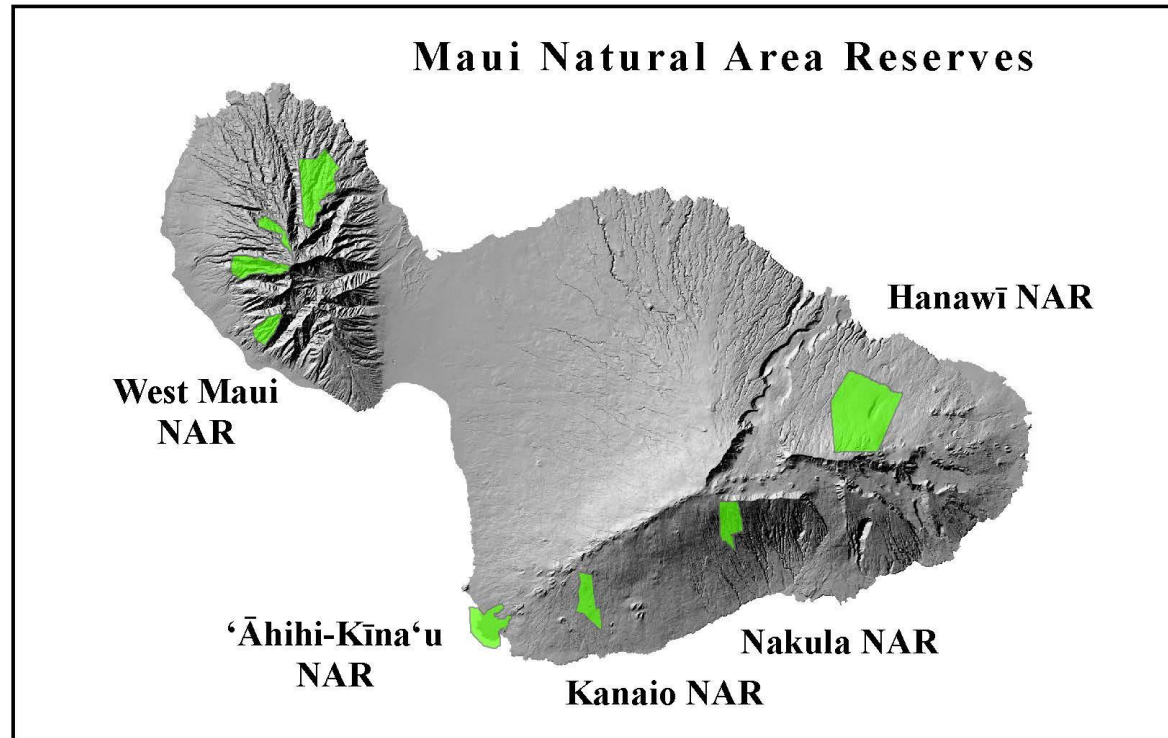 Maui Natural Area Reserves
Hanawī NAR
West Maui
NAR
ʻĀhihi-Kīnaʻu
NAR
Nakula NAR
Kanaio NAR